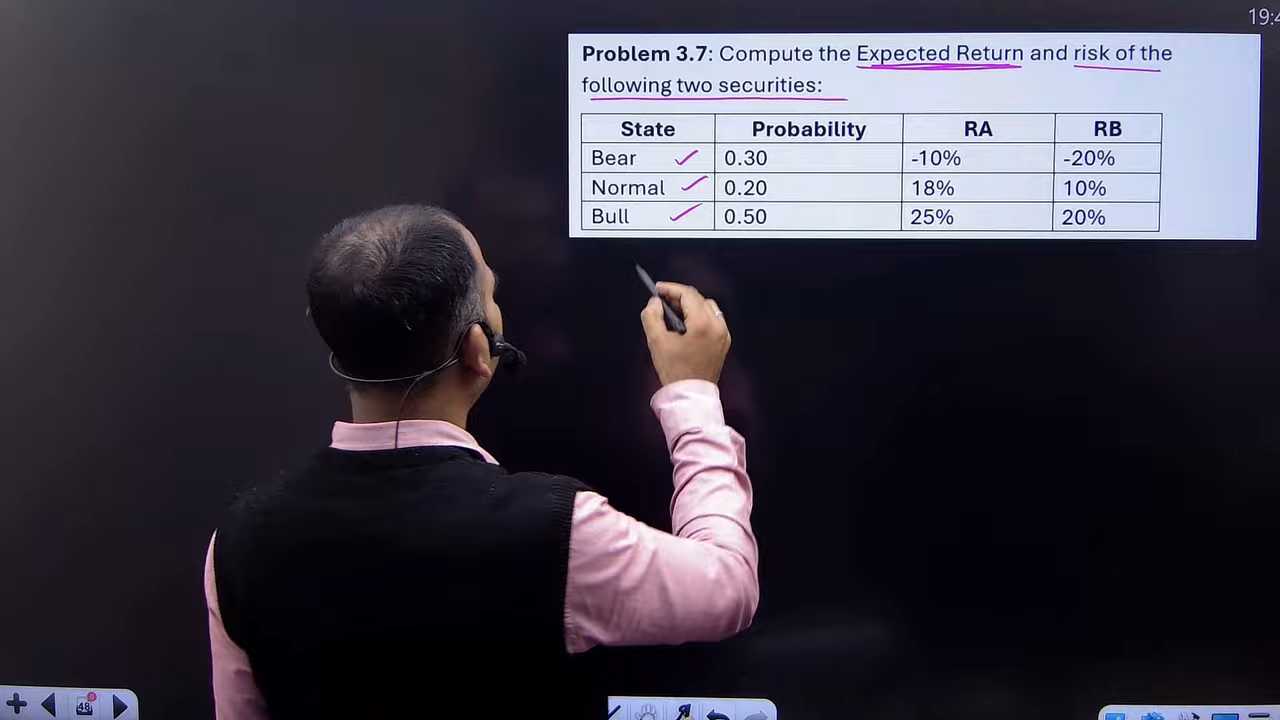 19:4
Problem 3.7: Compute the Expected Return and risk of the
following two securities:
State Probability RA RB
Bear 0.30 -10% -20%
Normal 0.20 18% 10%
Bull 0.50 25% 20%
48